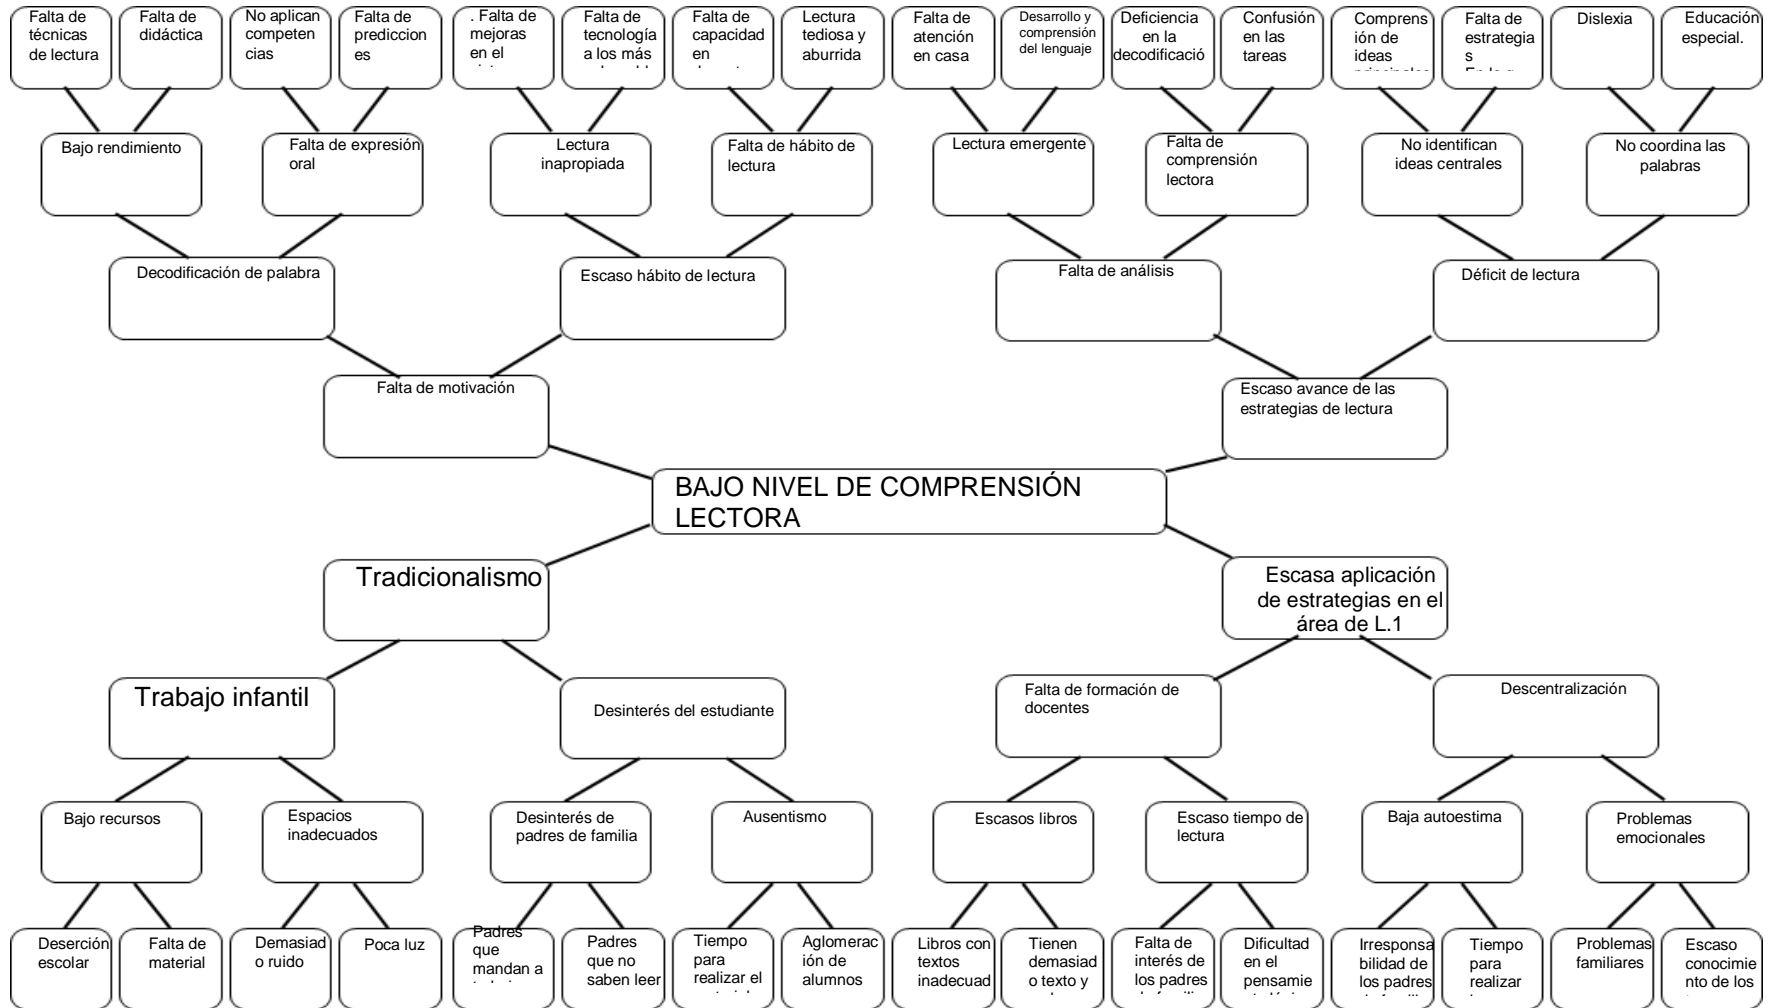 Falta de
técnicas
de lectura
Falta de
didáctica
No aplican
competen
cias
Falta de
prediccion
es
. Falta de
mejoras
en el
Falta de
tecnología
a los más
Falta de
capacidad
en
Lectura
tediosa y
aburrida
Falta de
atención
en casa
Desarrollo y
comprensión
del lenguaje
Deficiencia
en la
decodificació
Confusión
en las
tareas
Comprens
ión de
ideas
principales
Falta de
estrategia
s
Dislexia
Educación
especial.
Bajo rendimiento
Falta de expresión
oral
Lectura
inapropiada
Falta de hábito de
lectura
Lectura emergente
Falta de
comprensión
lectora
No identifican
ideas centrales
No coordina las
palabras
Decodificación de palabra
Escaso hábito de lectura
Falta de análisis
Déficit de lectura
Falta de motivación
Escaso avance de las
estrategias de lectura
BAJO NIVEL DE COMPRENSIÓN
LECTORA
Tradicionalismo
Escasa aplicación
de estrategias en el
área de L.1
Trabajo infantil
Desinterés del estudiante
Falta de formación de
docentes
Descentralización
Bajo recursos
Espacios
inadecuados
Desinterés de
padres de familia
Ausentismo
Escasos libros
Escaso tiempo de
lectura
Baja autoestima
Problemas
emocionales
Deserción
escolar
Falta de
material
Demasiad
o ruido
Poca luz
Padres
que
mandan a
Padres
que no
saben leer
Tiempo
para
realizar el
Aglomerac
ión de
alumnos
Libros con
textos
inadecuad
Tienen
demasiad
o texto y
Falta de
interés de
los padres
Dificultad
en el
pensamie
Irresponsa
bilidad de
los padres
Tiempo
para
realizar
Problemas
familiares
Escaso
conocimie
nto de los